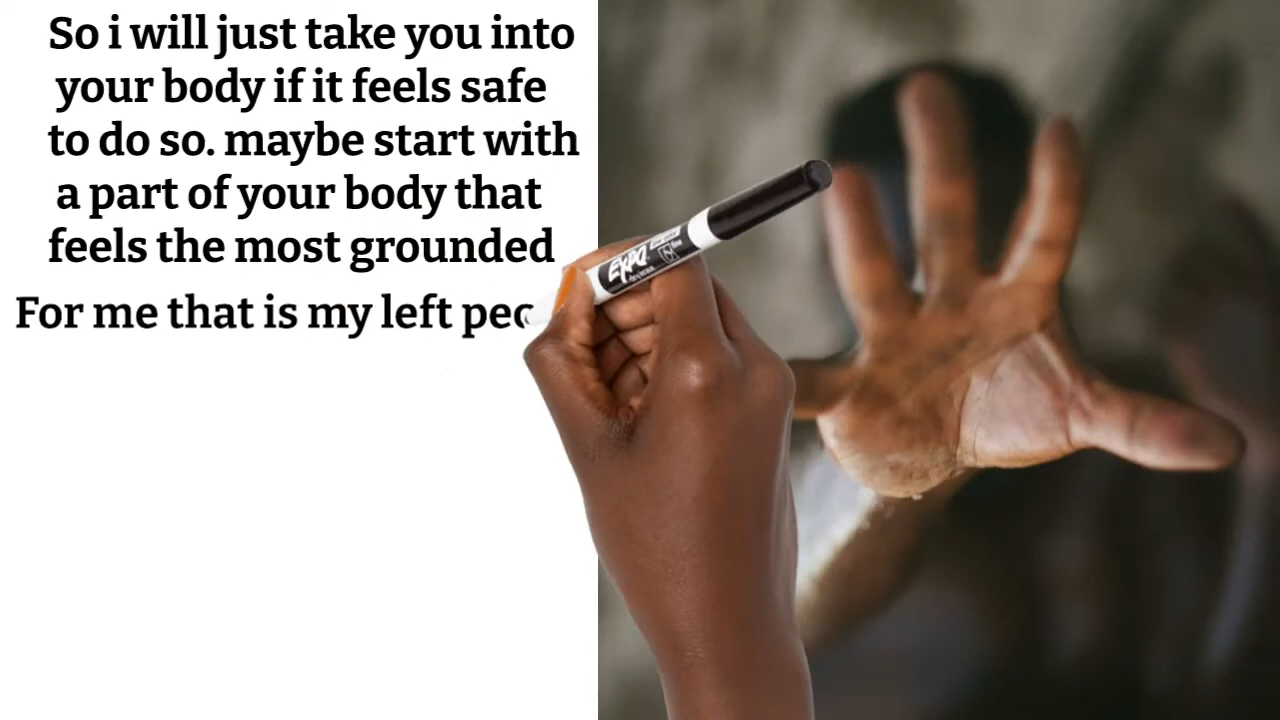 So i will just take you into
your body if it feels safe
to do so. maybe start with
a part of your body that
feels the most grounded
For me that is my left
EXPO